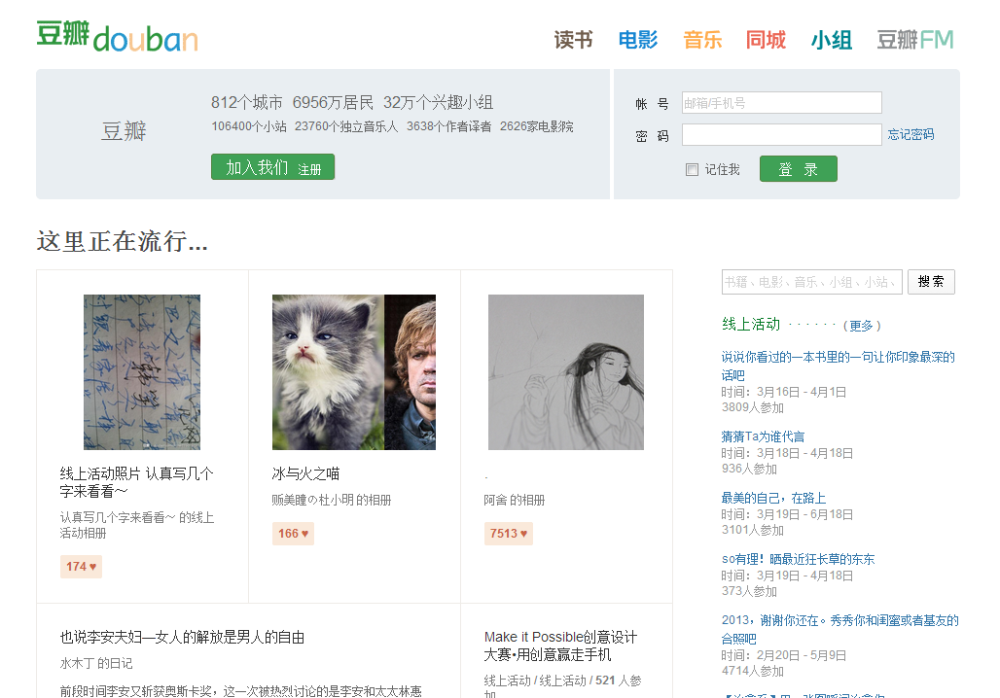 豆瓣douban
读书 电影 音乐 同城 小组 豆瓣FM
豆瓣
812个城市 6956万居民 32万个兴趣小组
106400个小站 23760个独立音乐人 3638个作者译者 2626家电影院
加入我们 注册
帐 号 邮箱/手机号
密 码 忘记密码
记住我 登 录
这里正在流行...
线上活动照片 认真写几个
字来看看～
认真写几个字来看看～ 的线上
活动相册
174 ♥
冰与火之喵
贩美瞳の杜小明 的相册
166 ♥
.
阿舍 的相册
7513 ♥
也说李安夫妇—女人的解放是男人的自由
水木丁 的日记
前段时间李安又斩获奥斯卡奖，这一次被热烈讨论的是李安和太太林惠
Make it Possible创意设计
大赛•用创意赢走手机
线上活动 / 线上活动 / 521 人参
加
书籍、电影、音乐、小组、小站、 搜索
线上活动 · · · · · · ( 更多 )
说说你看过的一本书里的一句让你印象最深的
话吧
时间：3月16日 - 4月1日
3809人参加
猜猜Ta为谁代言
时间：3月18日 - 4月18日
936人参加
最美的自己，在路上
时间：3月19日 - 6月18日
3101人参加
so有理！晒最近狂长草的东东
时间：3月19日 - 4月18日
373人参加
2013，谢谢你还在。秀秀你和闺蜜或者基友的
合照吧
时间：2月20日 - 5月9日
4714人参加